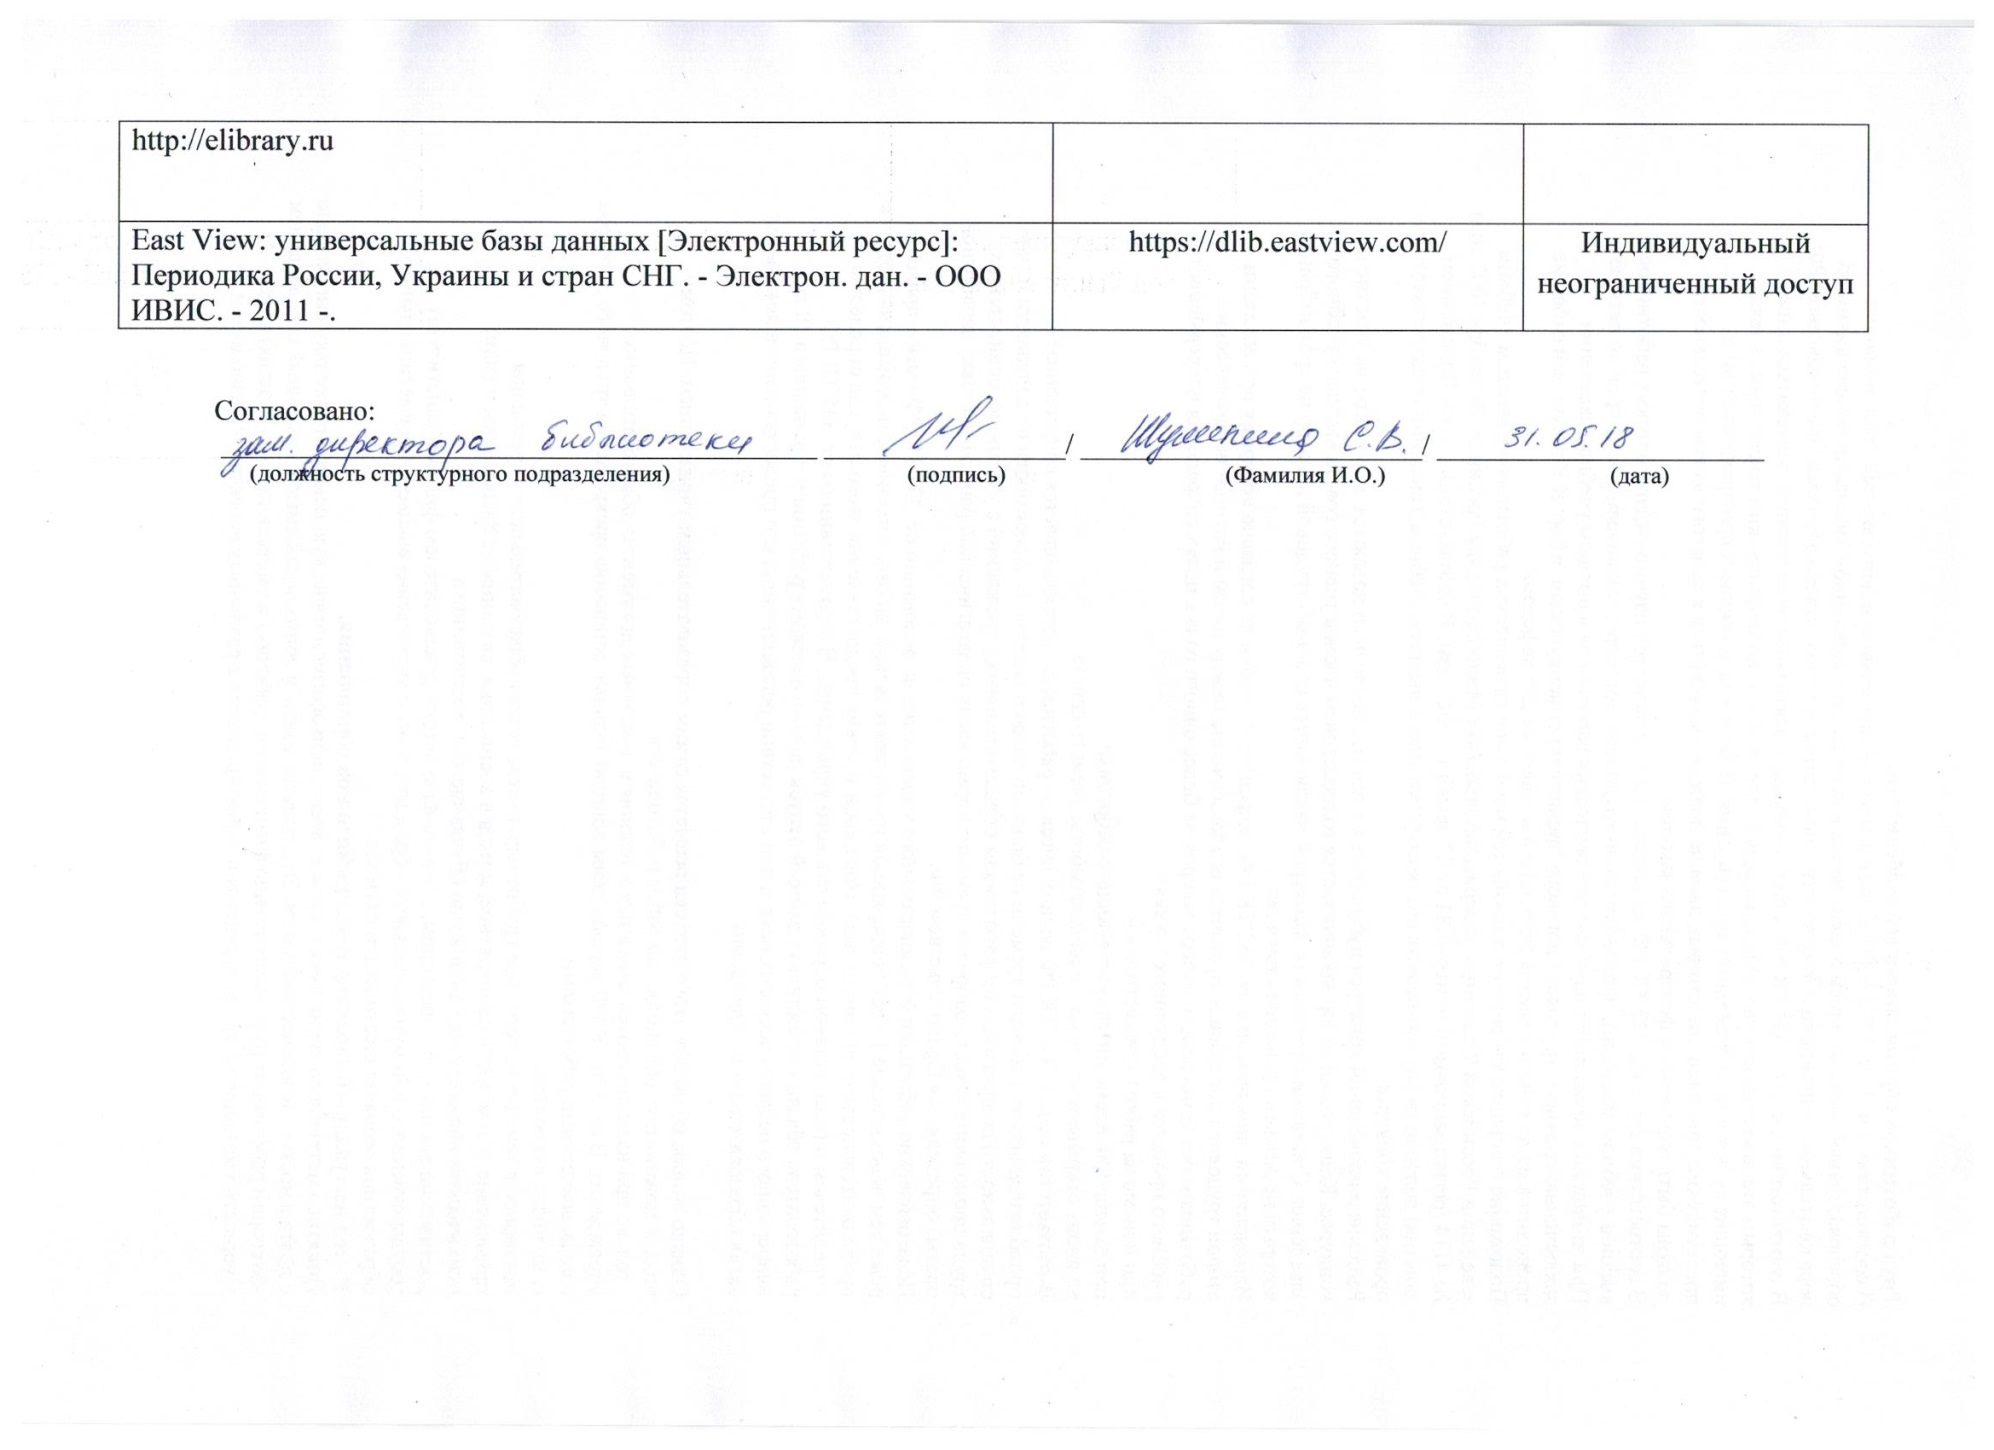 http://elibrary.ru
East View: универсальные базы данных [Электронный ресурс]: https://dlib.eastview.com/ Индивидуальный
Периодика России, Украины и стран СНГ. - Электрон. дан. - ООО неограниченный доступ
ИВИС. - 2011 -.
Согласовано:
зам. директора библиотеки / С.В. / 31.05.18
(должность структурного подразделения) (подпись) (Фамилия И.О.) (дата)